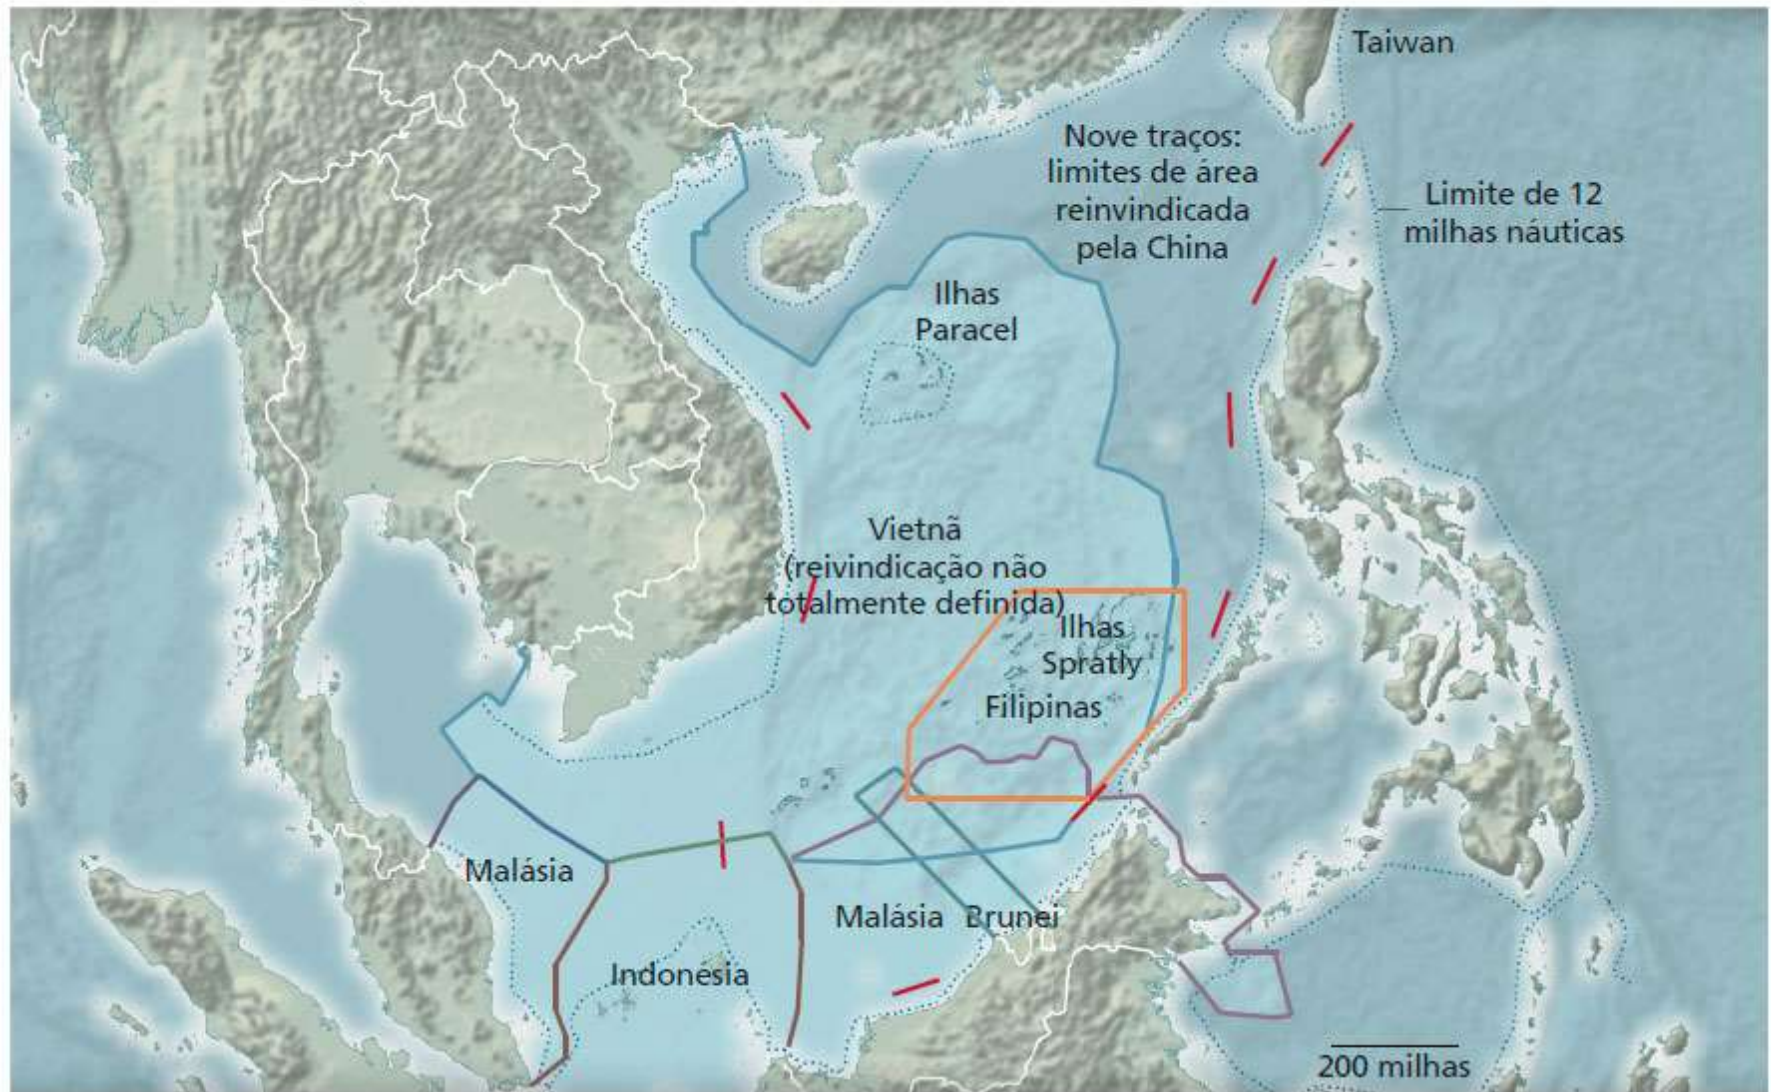 Taiwan
Nove traços:
limites de área
reinvindicada
pela China
Limite de 12
milhas náuticas
Ilhas
Paracel
Vietnã
(reivindicação não
totalmente definida)
Ilhas
Spratly
Filipinas
Malásia
Malásia
Brunei
Indonesia
200 milhas